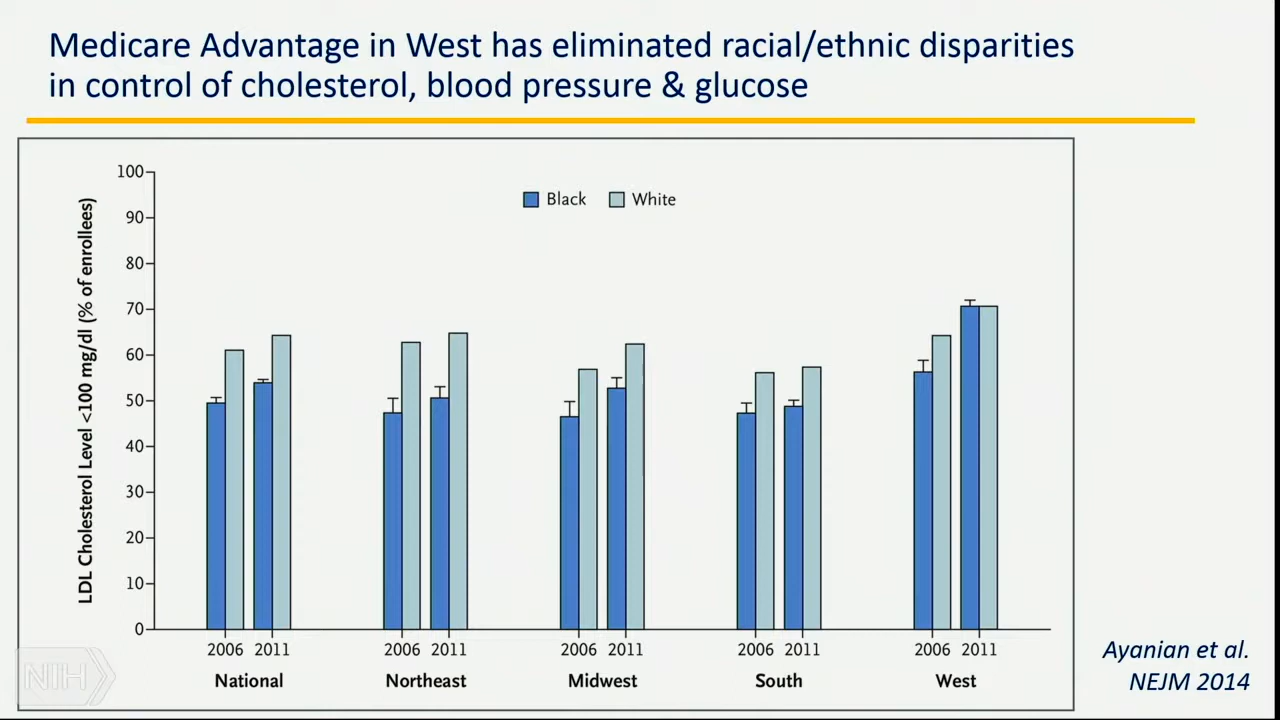 Medicare Advantage in West has eliminated racial/ethnic disparities
in control of cholesterol, blood pressure & glucose
LDL Cholesterol Level <100 mg/dl (% of enrollees)
100
90
80
70
60
50
40
30
20
10
0
Black White
2006 2011 2006 2011 2006 2011 2006 2011 2006 2011
National Northeast Midwest South West
Ayanian et al.
NEJM 2014
NIH